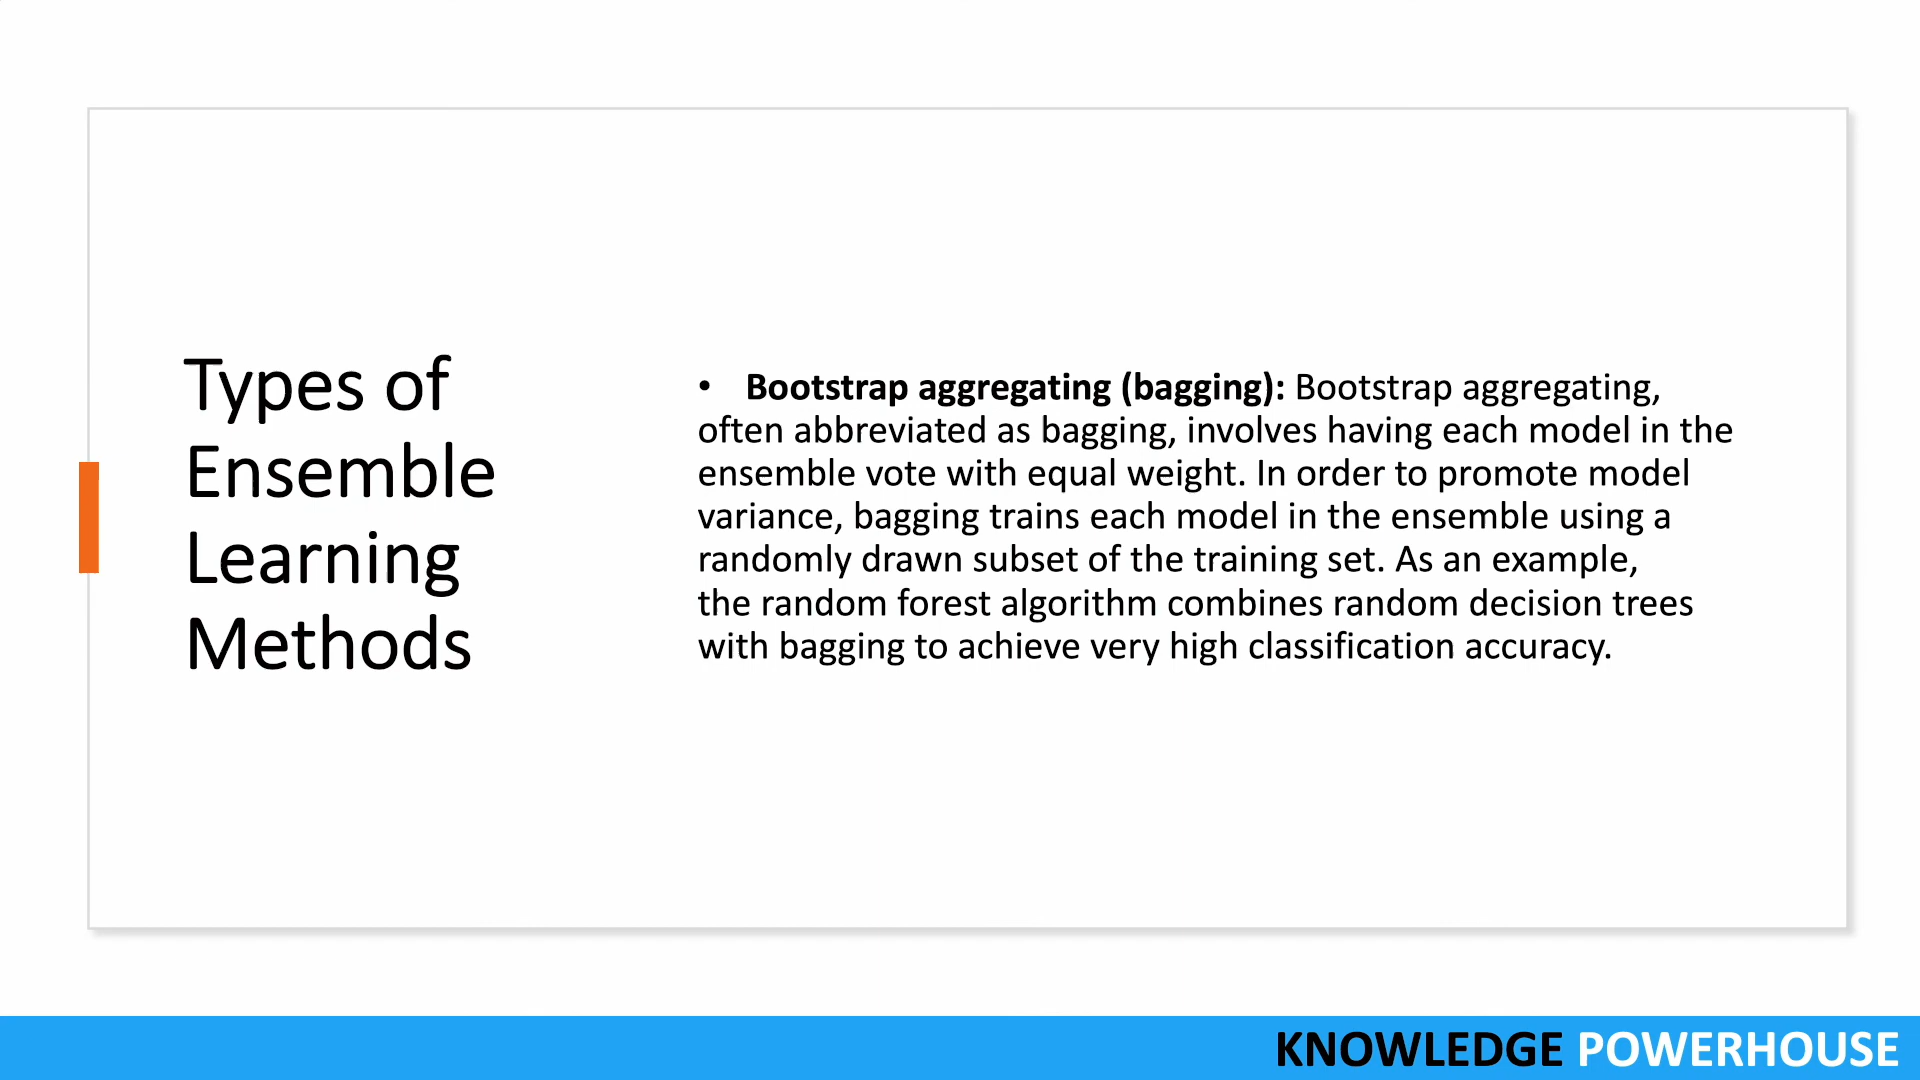 Types of
Ensemble
Learning
Methods
• Bootstrap aggregating (bagging): Bootstrap aggregating,
often abbreviated as bagging, involves having each model in the
ensemble vote with equal weight. In order to promote model
variance, bagging trains each model in the ensemble using a
randomly drawn subset of the training set. As an example,
the random forest algorithm combines random decision trees
with bagging to achieve very high classification accuracy.
KNOWLEDGE POWERHOUSE